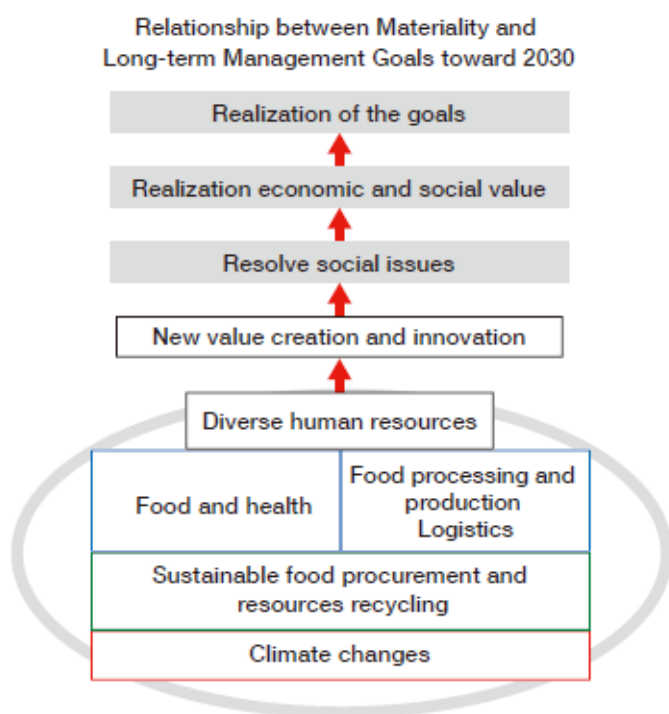 Relationship between Materiality and
Long-term Management Goals toward 2030
Realization of the goals
Realization economic and social value
Resolve social issues
New value creation and innovation
Diverse human resources
Food and health
Food processing and
production
Logistics
Sustainable food procurement and
resources recycling
Climate changes